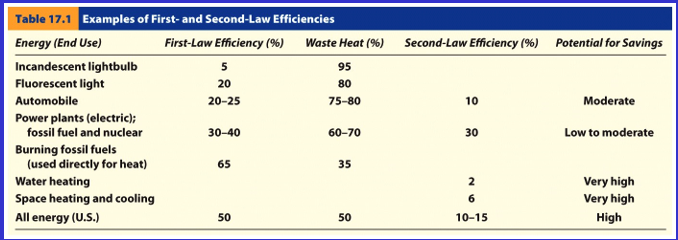 Table 17.1 Examples of First- and Second-Law Efficiencies
Energy (End Use) First-Law Efficiency (%) Waste Heat (%) Second-Law Efficiency (%) Potential for Savings
Incandescent lightbulb 5 95
Fluorescent light 20 80
Automobile 20–25 75–80 10 Moderate
Power plants (electric);
fossil fuel and nuclear 30–40 60–70 30 Low to moderate
Burning fossil fuels
(used directly for heat) 65 35
Water heating 2 Very high
Space heating and cooling 6 Very high
All energy (U.S.) 50 50 10–15 High